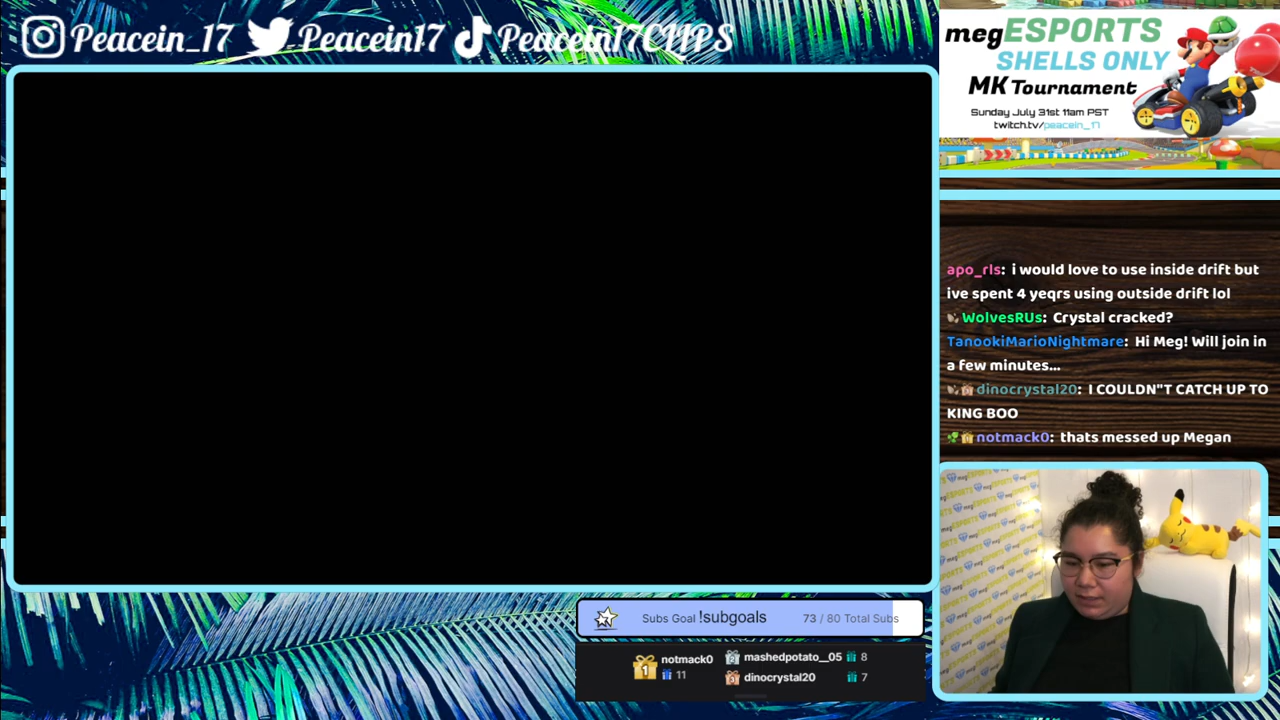 Peacein_17 Peacein17 Peacein17ClIPS
megESPORTS
SHELLS ONLY
MK Tournament
Sunday July 31st 11am PST
twitch.tv/peacein_17
apo_rls: i would love to use inside drift but
ive spent 4 yeqrs using outside drift lol
WolvesRUs: Crystal cracked?
TanookiMarioNightmare: Hi Meg! Will join in
a few minutes...
dinocrystal20: I COULDN"T CATCH UP TO
KING BOO
notmack0: thats messed up Megan
Subs Goal !subgoals 73 / 80 Total Subs
1 notmack0 11
2 mashedpotato__05 8
3 dinocrystal20 7